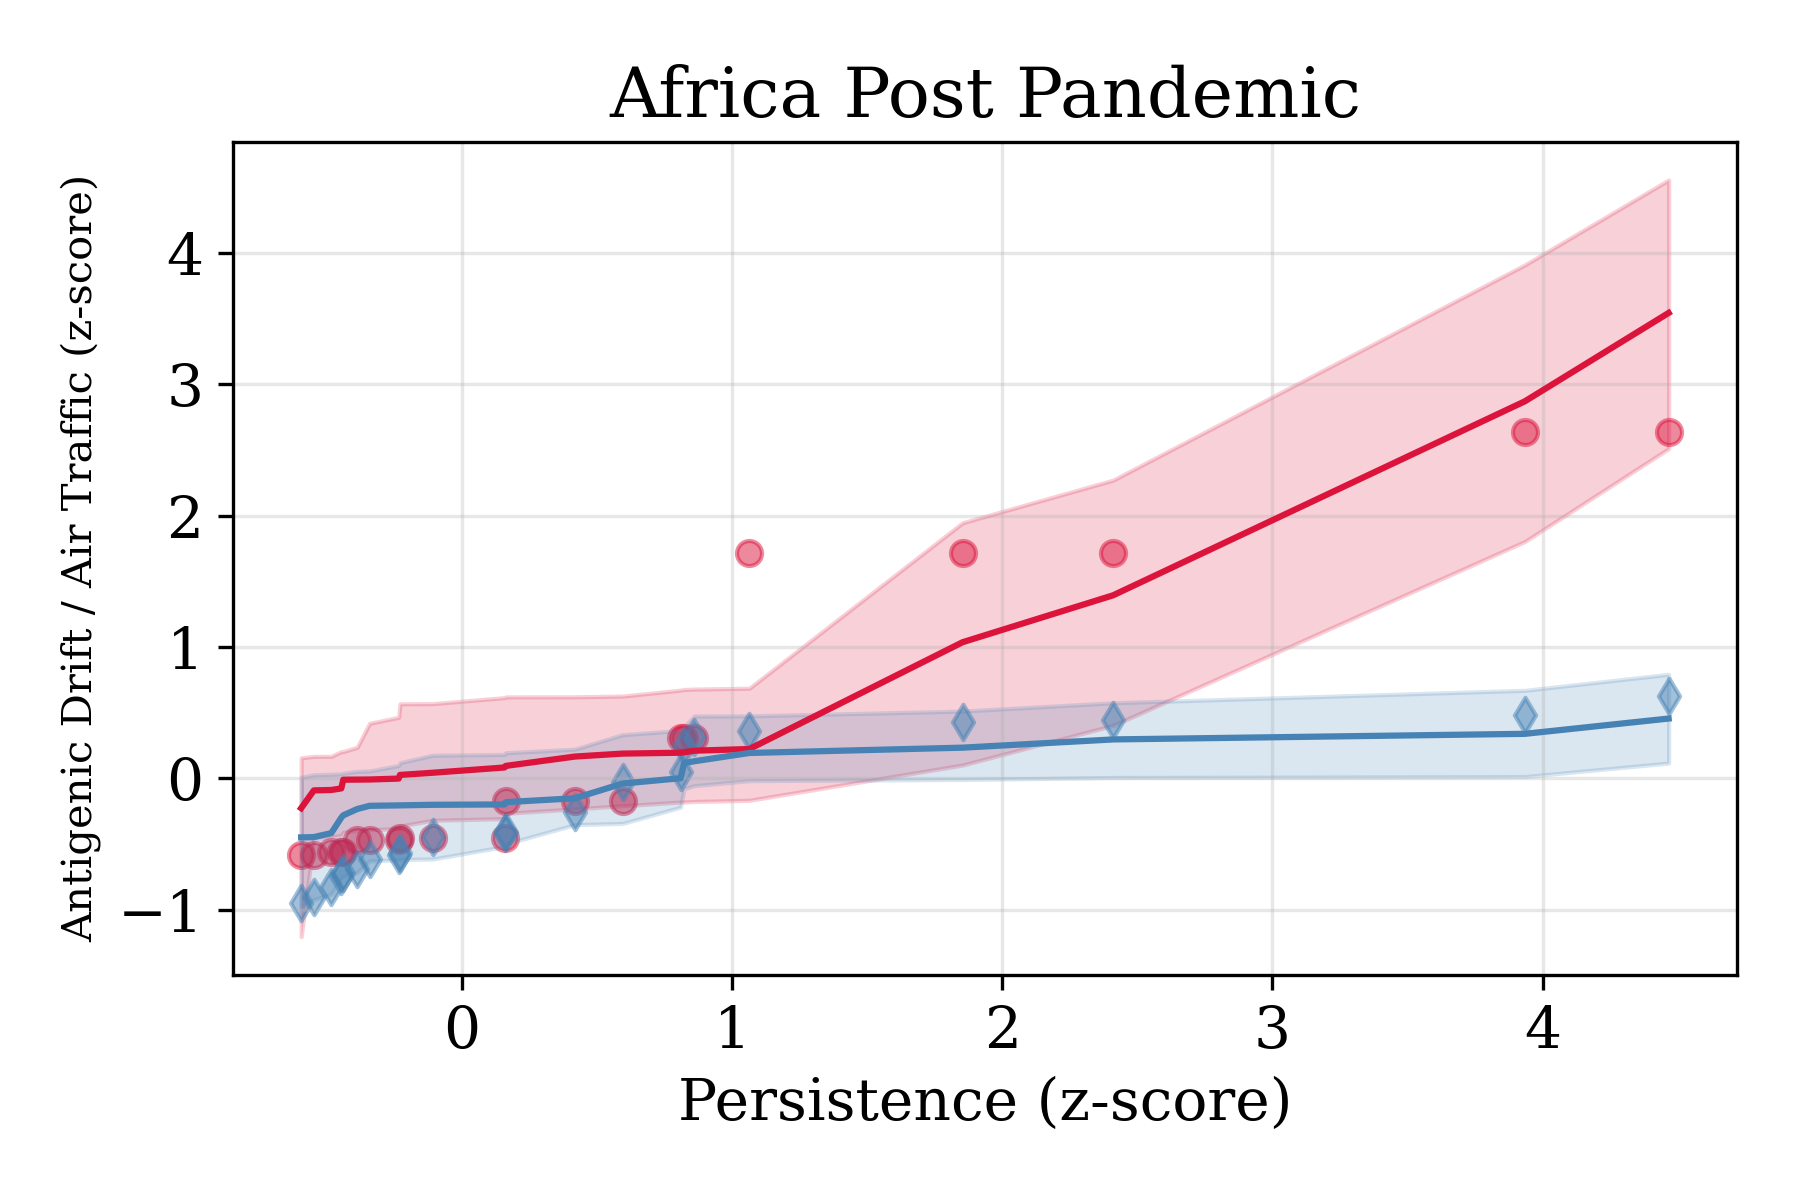 Africa Post Pandemic
Antigenic Drift / Air Traffic (z-score)
4
3
2
1
0
−1
0 1 2 3 4
Persistence (z-score)